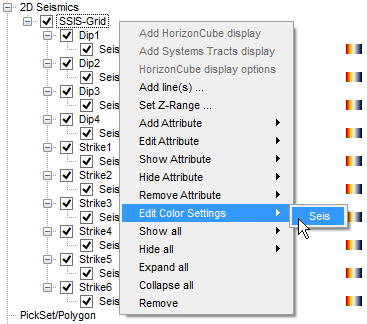 2D Seismics
SSIS-Grid
Dip1
Seis
Dip2
Seis
Dip3
Seis
Dip4
Seis
Strike1
Seis
Strike2
Seis
Strike3
Seis
Strike4
Seis
Strike5
Seis
Strike6
Seis
PickSet/Polygon
Add HorizonCube display
Add Systems Tracts display
HorizonCube display options
Add line(s) ...
Set Z-Range ...
Add Attribute
Edit Attribute
Show Attribute
Hide Attribute
Remove Attribute
Edit Color Settings
Show all
Hide all
Expand all
Collapse all
Remove
Seis